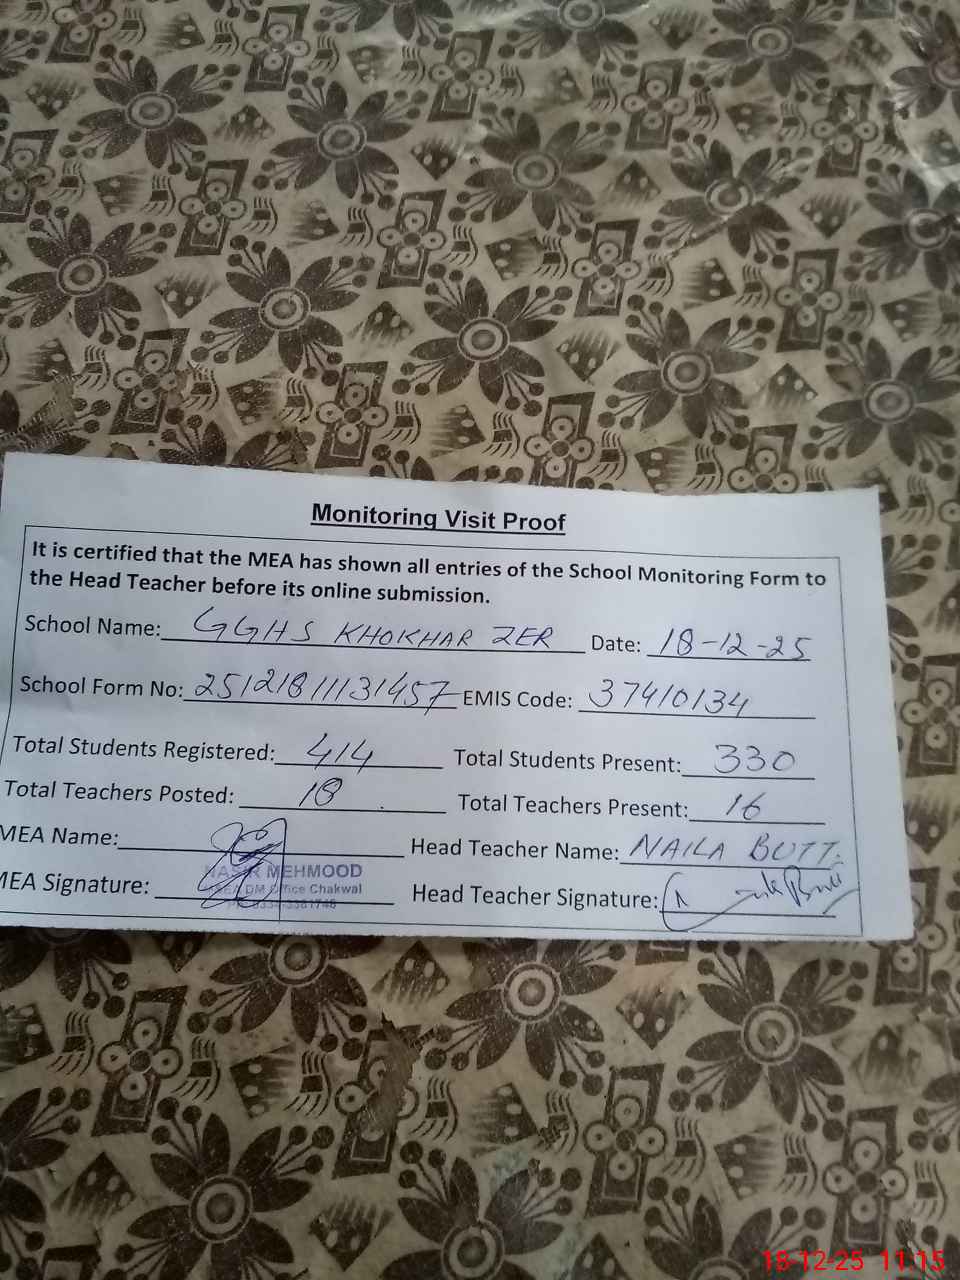 Monitoring Visit Proof
It is certified that the MEA has shown all entries of the School Monitoring Form to
the Head Teacher before its online submission.
School Name: GGHS KHOKHAR ZER Date: 18-12-25
School Form No: 2512181131457 EMIS Code: 37410134
Total Students Registered: 414 Total Students Present: 330
Total Teachers Posted: 18 Total Teachers Present: 16
MEA Name: Head Teacher Name: NAILA BUTT.
NASIR MEHMOOD
MEA DM Office Chakwal
MEA Signature: Head Teacher Signature:
18-12-25 11:15